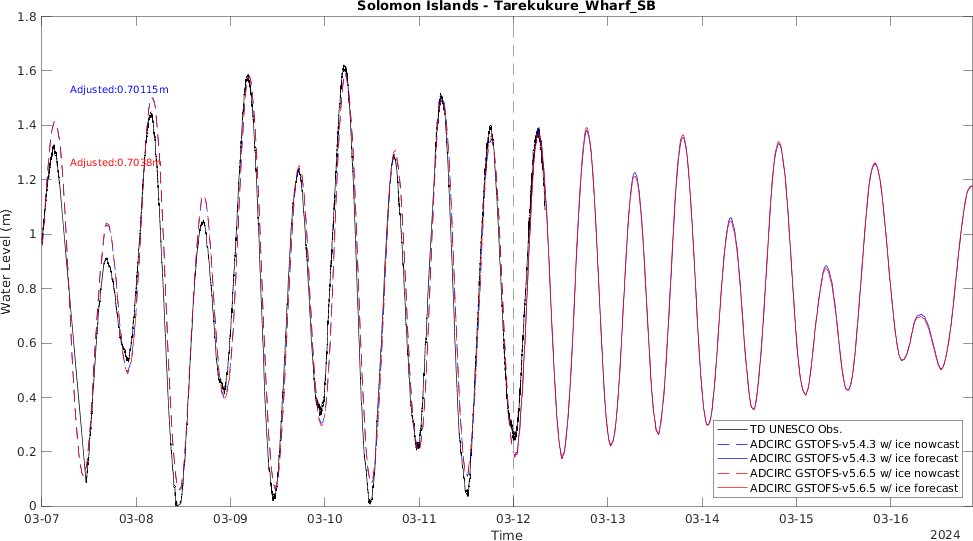 Solomon Islands - Tarekukure_Wharf_SB
1.8
1.6
1.4
1.2
1
0.8
0.6
0.4
0.2
0
Water Level (m)
Adjusted:0.70115m
Adjusted:0.7038m
TD UNESCO Obs.
ADCIRC GSTOFS-v5.4.3 w/ ice nowcast
ADCIRC GSTOFS-v5.4.3 w/ ice forecast
ADCIRC GSTOFS-v5.6.5 w/ ice nowcast
ADCIRC GSTOFS-v5.6.5 w/ ice forecast
03-07 03-08 03-09 03-10 03-11 03-12 03-13 03-14 03-15 03-16
Time
2024